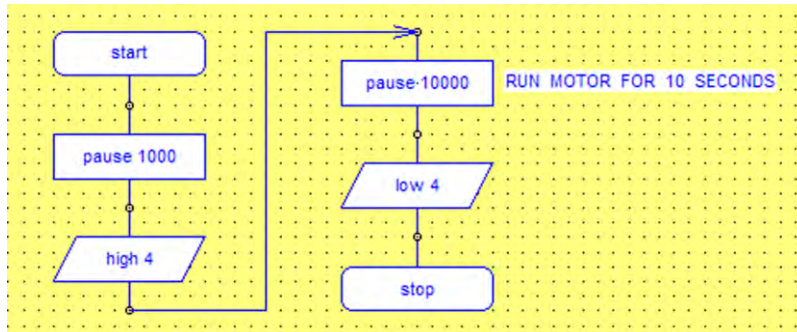 start
pause 1000
high 4
pause 10000 RUN MOTOR FOR 10 SECONDS
low 4
stop